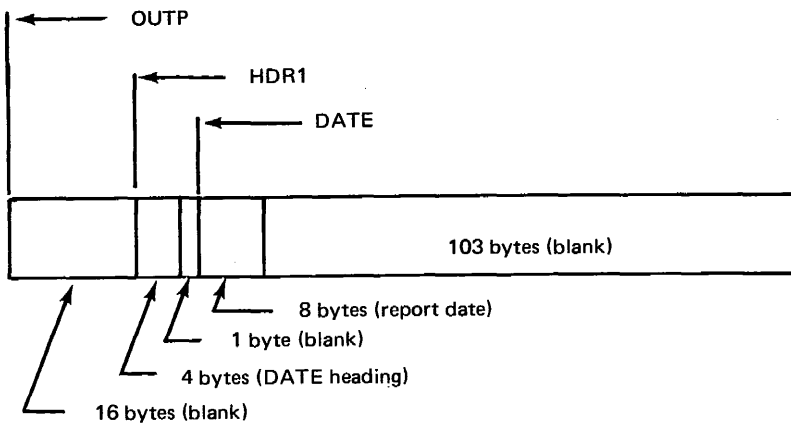 OUTP
HDR1
DATE
103 bytes (blank)
8 bytes (report date)
1 byte (blank)
4 bytes (DATE heading)
16 bytes (blank)